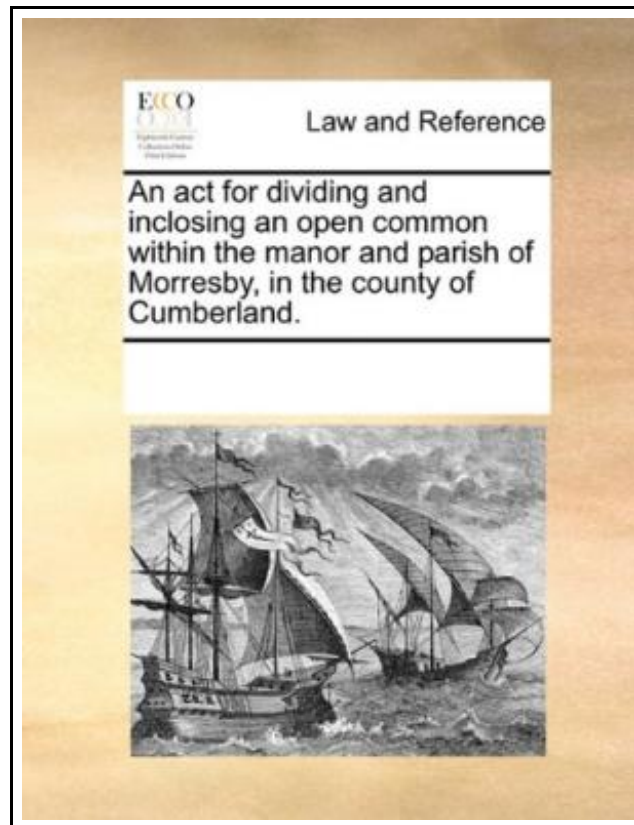 ECCO
Law and Reference
An act for dividing and
inclosing an open common
within the manor and parish of
Morresby, in the county of
Cumberland.